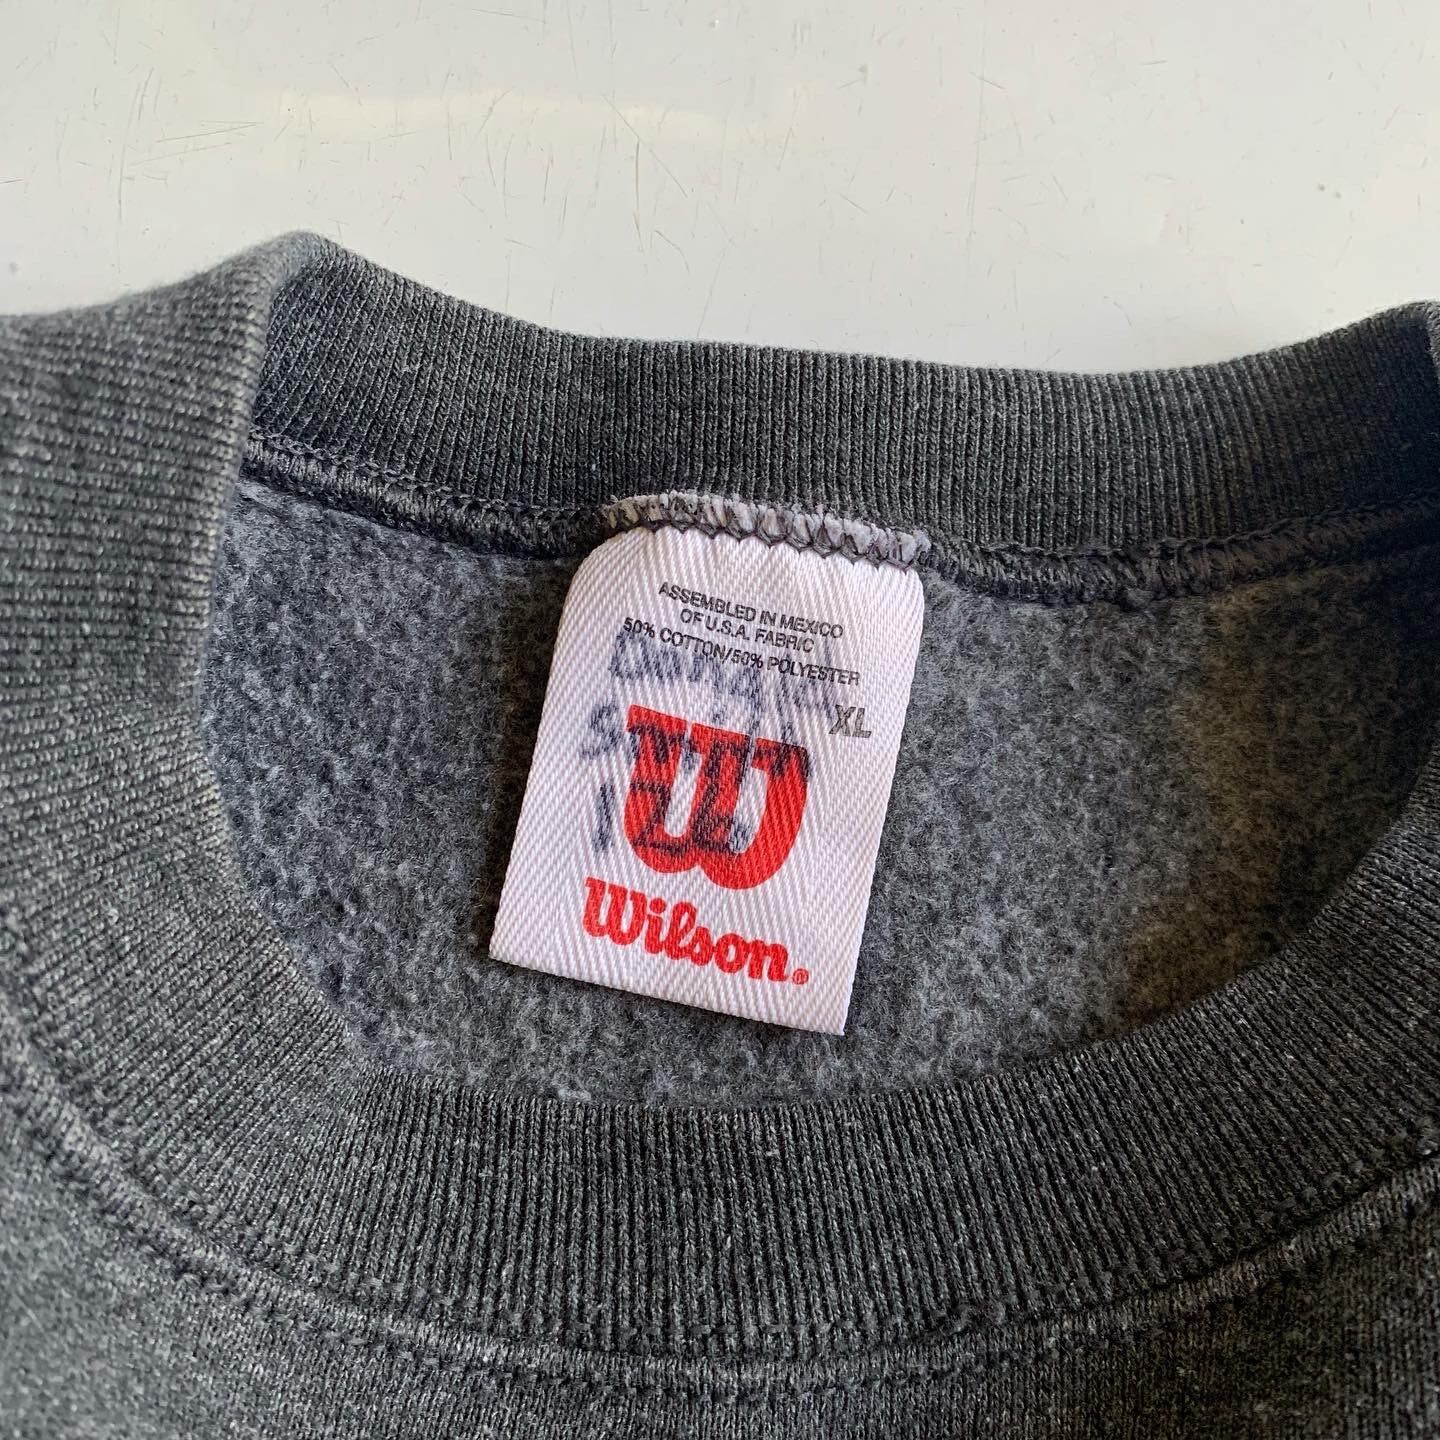 ASSEMBLED IN MEXICO
OF U.S.A. FABRIC
50% COTTON/50% POLYESTER
XL
W
Wilson®